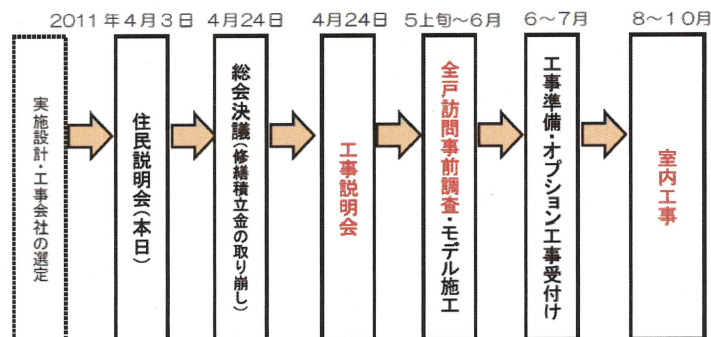 2011年4月3日 4月24日 4月24日 5上旬～6月 6～7月 8～10月
実施設計・工事会社の選定
住民説明会(本日)
総会決議(修繕積立金の取り崩し)
工事説明会
全戸訪問事前調査・モデル施工
工事準備・オプション工事受付け
室内工事